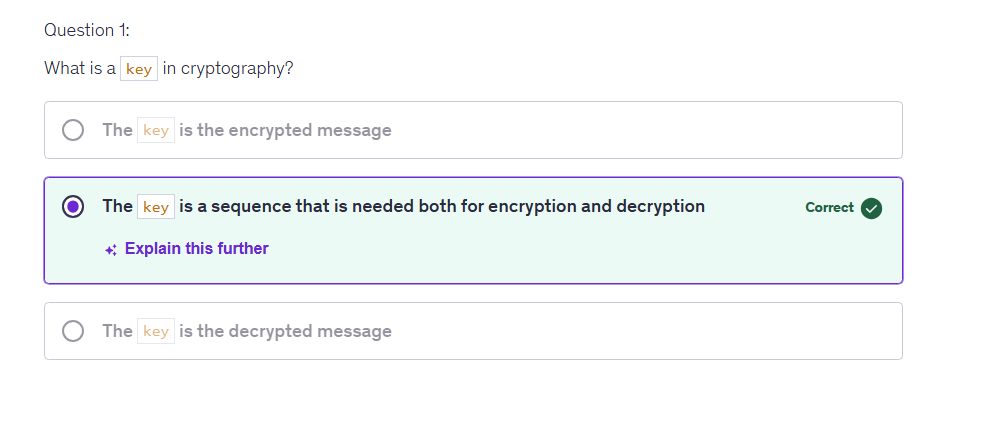 Question 1:
What is a key in cryptography?
The key is the encrypted message
The key is a sequence that is needed both for encryption and decryption
Correct
Explain this further
The key is the decrypted message